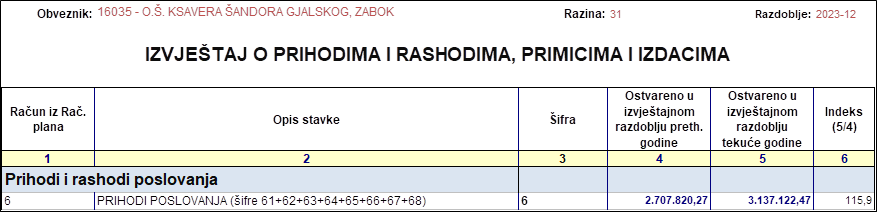 Obveznik: 16035 - O.Š. KSAVERA ŠANDORA GJALSKOG, ZABOK Razina: 31 Razdoblje: 2023-12
IZVJEŠTAJ O PRIHODIMA I RASHODIMA, PRIMICIMA I IZDACIMA
Račun iz Rač. plana
Opis stavke
Šifra
Ostvareno u izvještajnom razdoblju preth. godine
Ostvareno u izvještajnom razdoblju tekuće godine
Indeks (5/4)
1 2 3 4 5 6
Prihodi i rashodi poslovanja
6 PRIHODI POSLOVANJA (šifre 61+62+63+64+65+66+67+68) 6 2.707.820,27 3.137.122,47 115,9